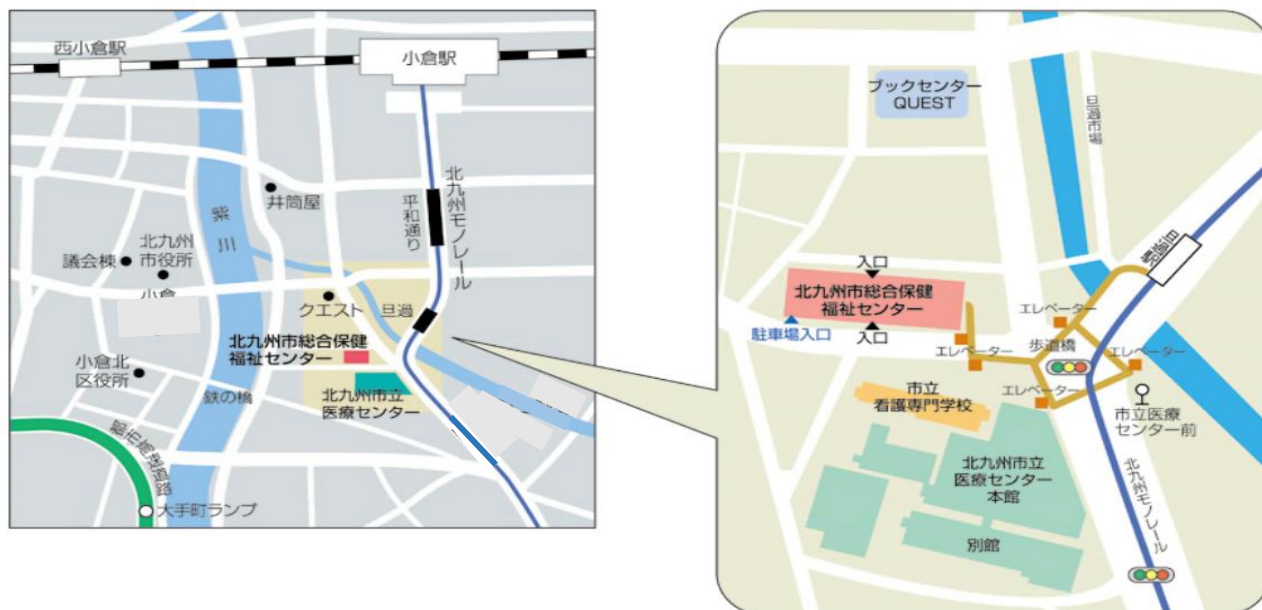 西小倉駅
小倉駅
北九州モノレール
平和通り
紫川
井筒屋
議会棟
北九州
市役所
クエスト
旦過
北九州市総合保健
福祉センター
小倉北
区役所
鉄の橋
北九州市立
医療センター
都市高速道路
大手町ランプ
ブックセンター
QUEST
旦過市場
旦過駅
入口
北九州市総合保健
福祉センター
駐車場入口
入口
エレベーター
エレベーター
歩道橋
エレベーター
エレベーター
市立
看護専門学校
市立医療
センター前
北九州市立
医療センター
本館
別館
北九州モノレール